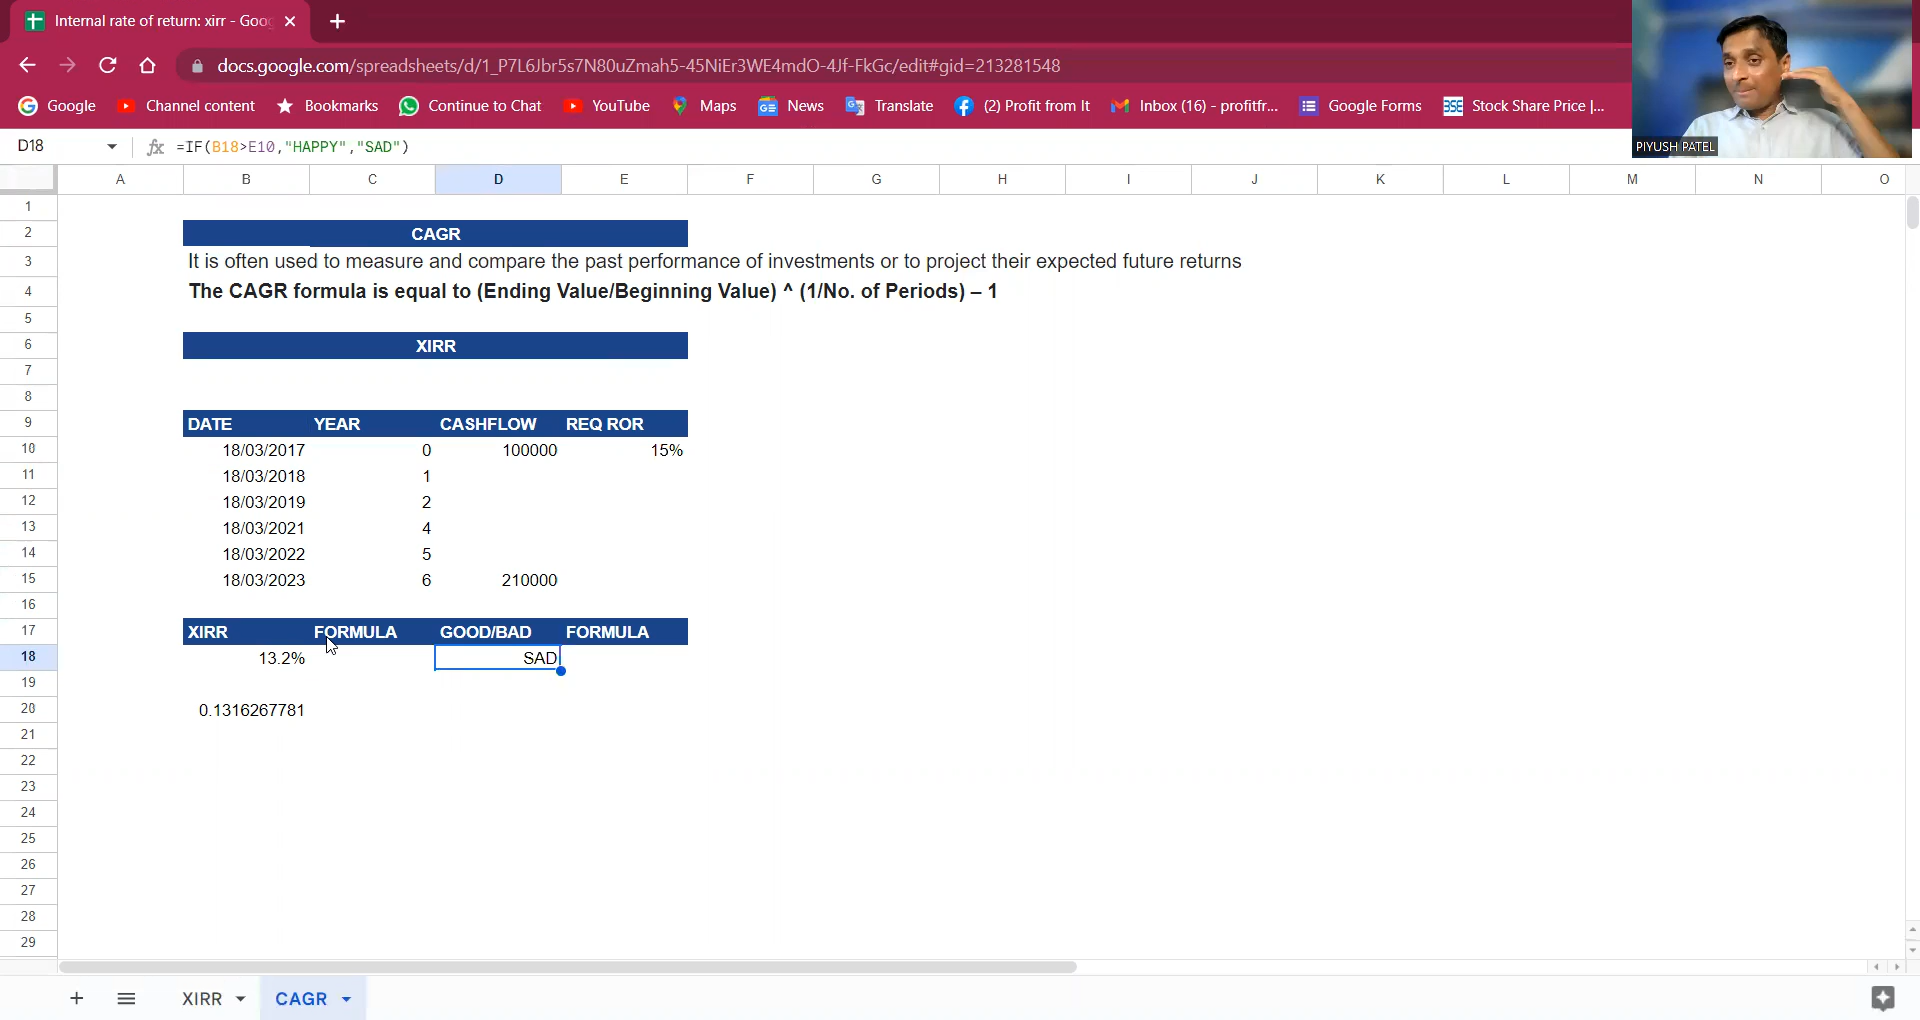 Internal rate of return: xirr - Goo
docs.google.com/spreadsheets/d/1_P7L6Jbr5s7N80uZmah5-45NiEr3WE4mdO-4Jf-FkGc/edit#gid=213281548
Google Channel content Bookmarks Continue to Chat YouTube Maps News Translate (2) Profit from It Inbox (16) - profitfr... Google Forms BSE Stock Share Price |...
PIYUSH PATEL
D18 fx =IF(B18>E10,"HAPPY","SAD")
A B C D E F G H I J K L M N O
1
2 CAGR
3 It is often used to measure and compare the past performance of investments or to project their expected future returns
4 The CAGR formula is equal to (Ending Value/Beginning Value) ^ (1/No. of Periods) – 1
5
6 XIRR
7
8
9 DATE YEAR CASHFLOW REQ ROR
10 18/03/2017 0 100000 15%
11 18/03/2018 1
12 18/03/2019 2
13 18/03/2021 4
14 18/03/2022 5
15 18/03/2023 6 210000
16
17 XIRR FORMULA GOOD/BAD FORMULA
18 13.2% SAD
19
20 0.1316267781
21
22
23
24
25
26
27
28
29
XIRR CAGR